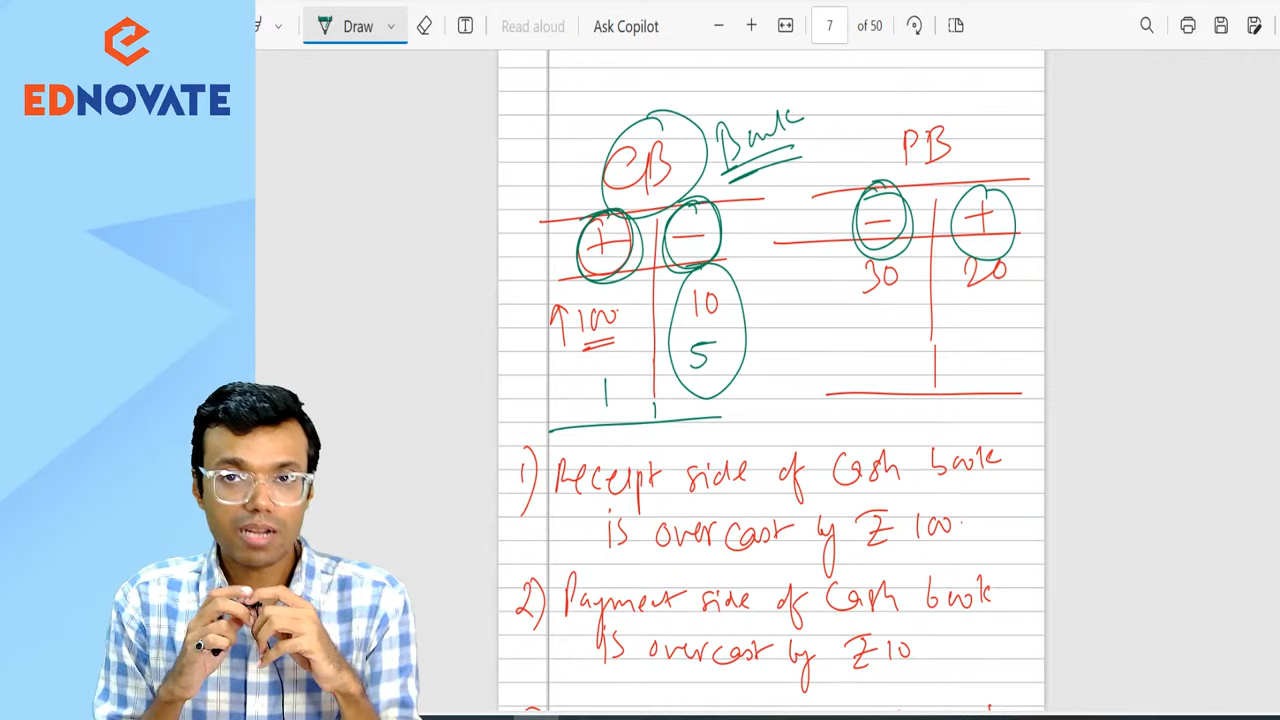 Draw
Read aloud
Ask Copilot
7
of 50
EDNOVATE
CB
Bank
PB
+
−
−
+
30
20
↑100
10
5
1) Receipt side of Cash book
is overcast by ₹ 100.
2) Payment side of Cash book
is overcast by ₹10